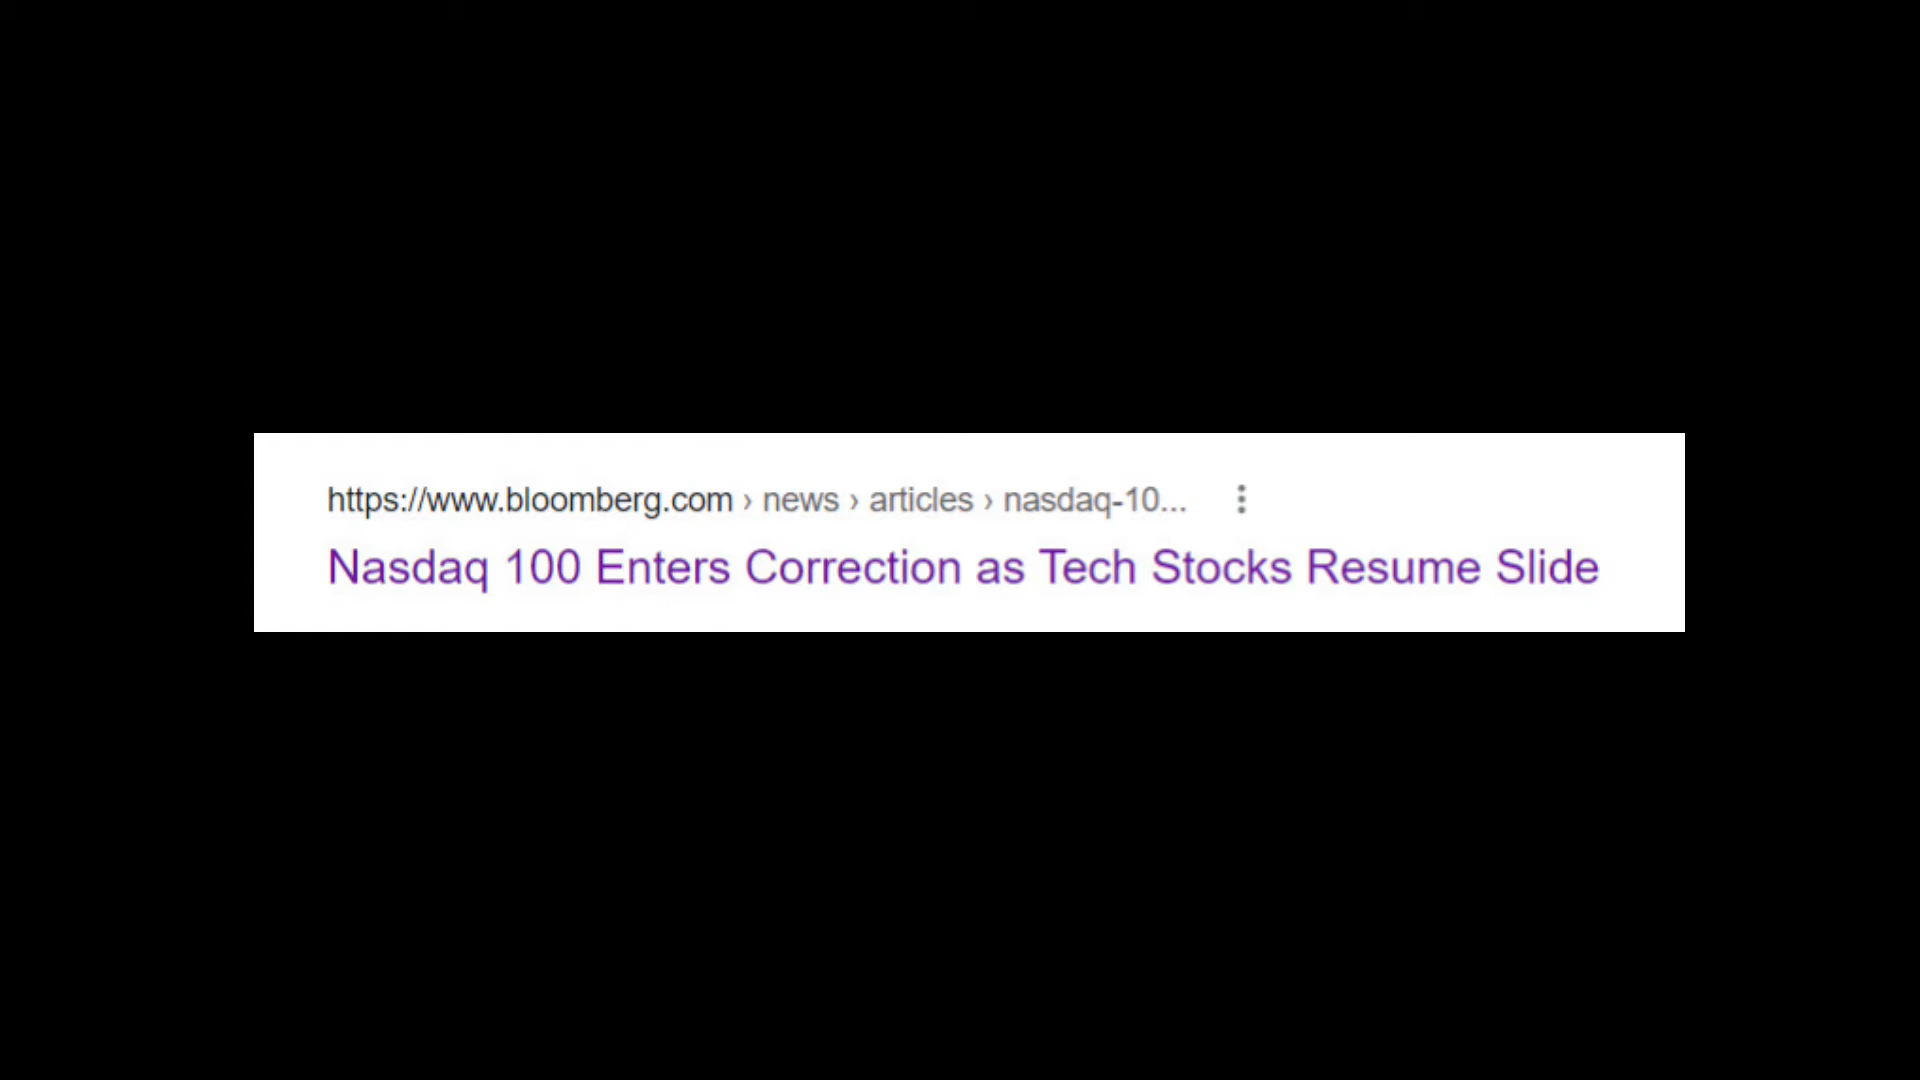 https://www.bloomberg.com › news › articles › nasdaq-10...
Nasdaq 100 Enters Correction as Tech Stocks Resume Slide